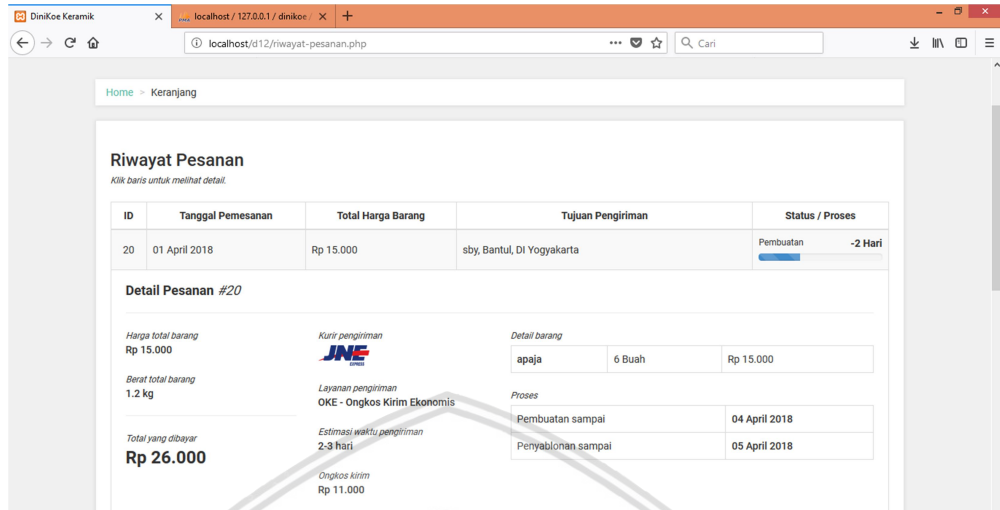 DiniKoe Keramik
localhost / 127.0.0.1 / dinikoe /
localhost/d12/riwayat-pesanan.php
Cari
Home > Keranjang
Riwayat Pesanan
Klik baris untuk melihat detail.
ID Tanggal Pemesanan Total Harga Barang Tujuan Pengiriman Status / Proses
20 01 April 2018 Rp 15.000 sby, Bantul, DI Yogyakarta Pembuatan -2 Hari
Detail Pesanan #20
Harga total barang
Rp 15.000
Berat total barang
1.2 kg
Total yang dibayar
Rp 26.000
Kurir pengiriman
JNE
EXPRESS
Layanan pengiriman
OKE - Ongkos Kirim Ekonomis
Estimasi waktu pengiriman
2-3 hari
Ongkos kirim
Rp 11.000
Detail barang
apaja 6 Buah Rp 15.000
Proses
Pembuatan sampai 04 April 2018
Penyablonan sampai 05 April 2018